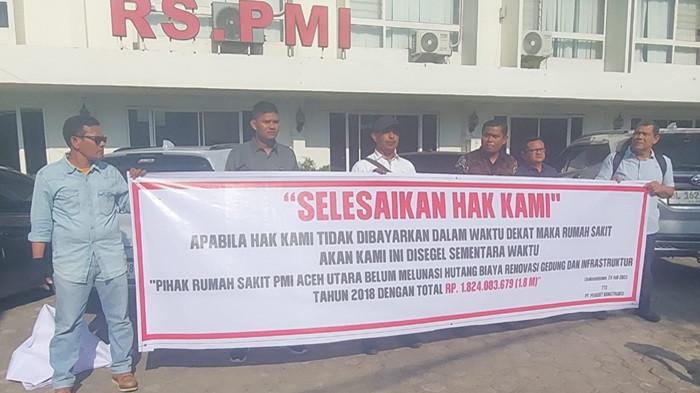 RS.PMI
"SELESAIKAN HAK KAMI"
APABILA HAK KAMI TIDAK DIBAYARKAN DALAM WAKTU DEKAT MAKA RUMAH SAKIT
AKAN KAMI INI DISEGEL SEMENTARA WAKTU
"PIHAK RUMAH SAKIT PMI ACEH UTARA BELUM MELUNASI HUTANG BIAYA RENOVASI GEDUNG DAN INFRASTRUKTUR
TAHUN 2018 DENGAN TOTAL RP. 1.824.083.679 (1.8 M)"
TTD